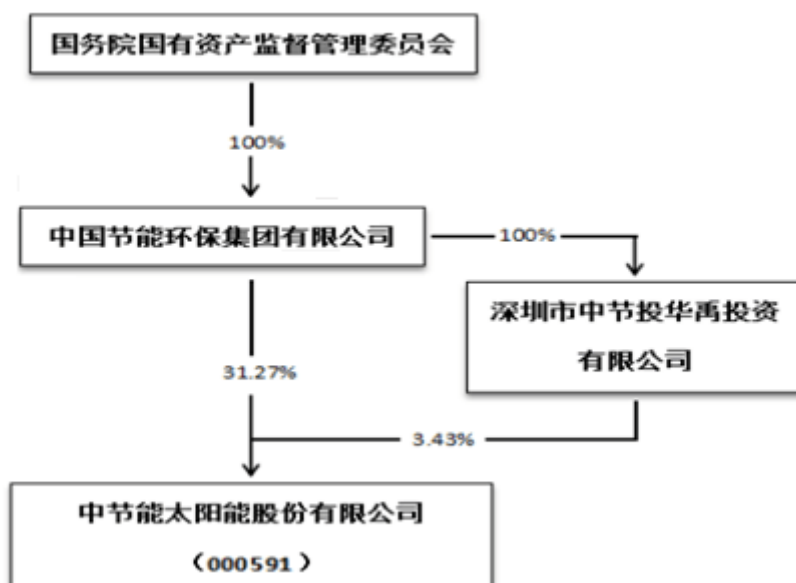 国务院国有资产监督管理委员会
100%
中国节能环保集团有限公司
100%
深圳市中节投华禹投资
有限公司
31.27%
3.43%
中节能太阳能股份有限公司
（000591）